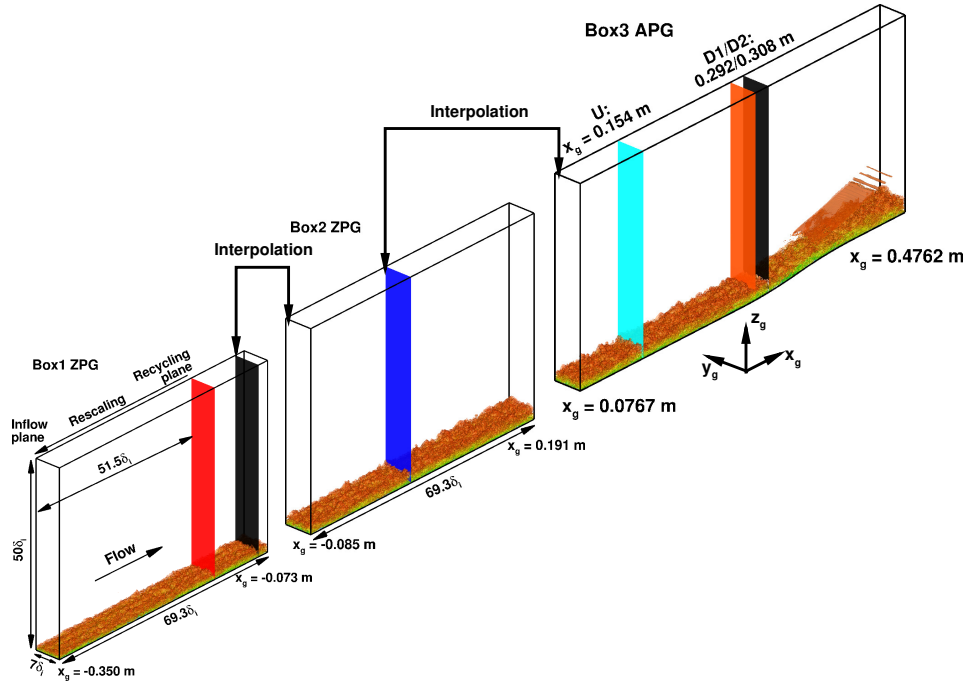 Box3 APG
D1/D2:
0.292/0.308 m
U:
x_g = 0.154 m
Interpolation
Box2 ZPG
Interpolation
x_g = 0.4762 m
z_g
y_g
x_g
x_g = 0.0767 m
Box1 ZPG
Recycling
plane
Rescaling
Inflow
plane
51.5δ_i
x_g = 0.191 m
69.3δ_i
x_g = -0.085 m
50δ_i
Flow
x_g = -0.073 m
69.3δ_i
7δ_i
x_g = -0.350 m